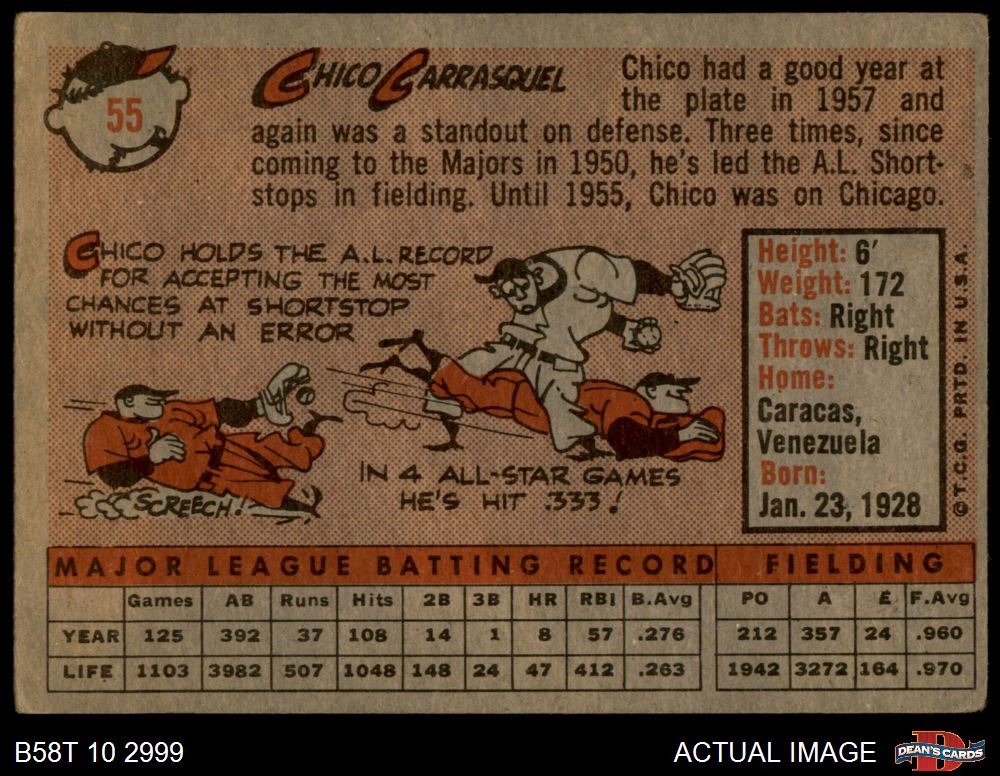 55
CHICO CARRASQUEL
Chico had a good year at
the plate in 1957 and
again was a standout on defense. Three times, since
coming to the Majors in 1950, he's led the A.L. Short-
stops in fielding. Until 1955, Chico was on Chicago.
CHICO HOLDS THE A.L. RECORD
FOR ACCEPTING THE MOST
CHANCES AT SHORTSTOP
WITHOUT AN ERROR
SCREECH!
IN 4 ALL-STAR GAMES
HE'S HIT .333!
Height: 6'
Weight: 172
Bats: Right
Throws: Right
Home:
Caracas,
Venezuela
Born:
Jan. 23, 1928
© T.C.G. PRTD. IN U.S.A.
MAJOR LEAGUE BATTING RECORD FIELDING
Games AB Runs Hits 2B 3B HR RBI B.Avg PO A E F.Avg
YEAR 125 392 37 108 14 1 8 57 .276 212 357 24 .960
LIFE 1103 3982 507 1048 148 24 47 412 .263 1942 3272 164 .970
B58T 10 2999
ACTUAL IMAGE
DEAN'S CARDS